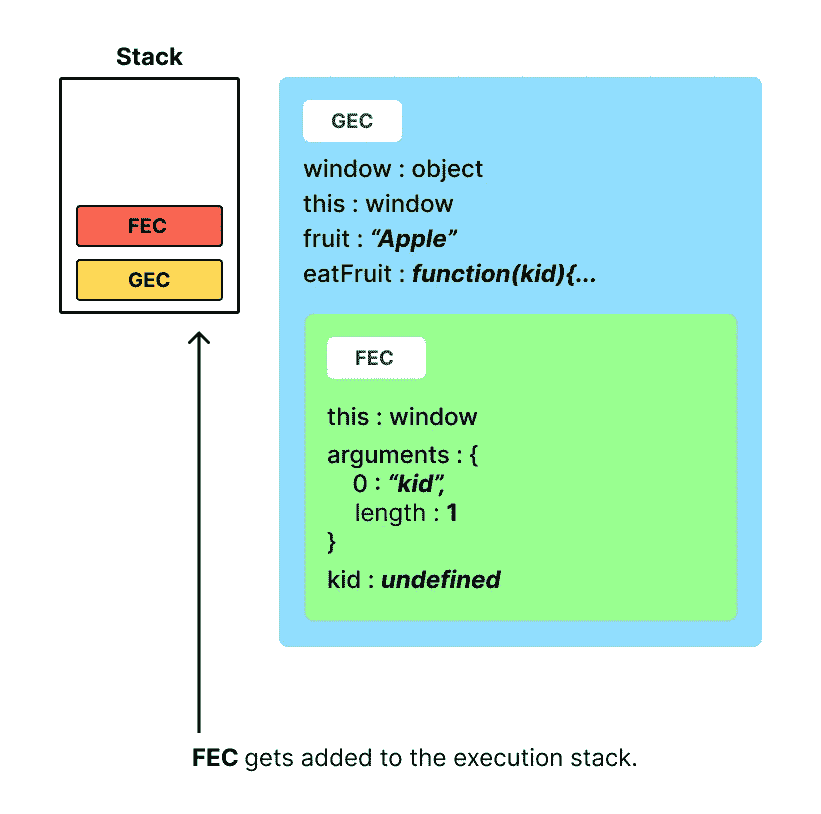 Stack
FEC
GEC
GEC
window : object
this : window
fruit : “Apple”
eatFruit : function(kid){...
FEC
this : window
arguments : {
0 : “kid”,
length : 1
}
kid : undefined
FEC gets added to the execution stack.